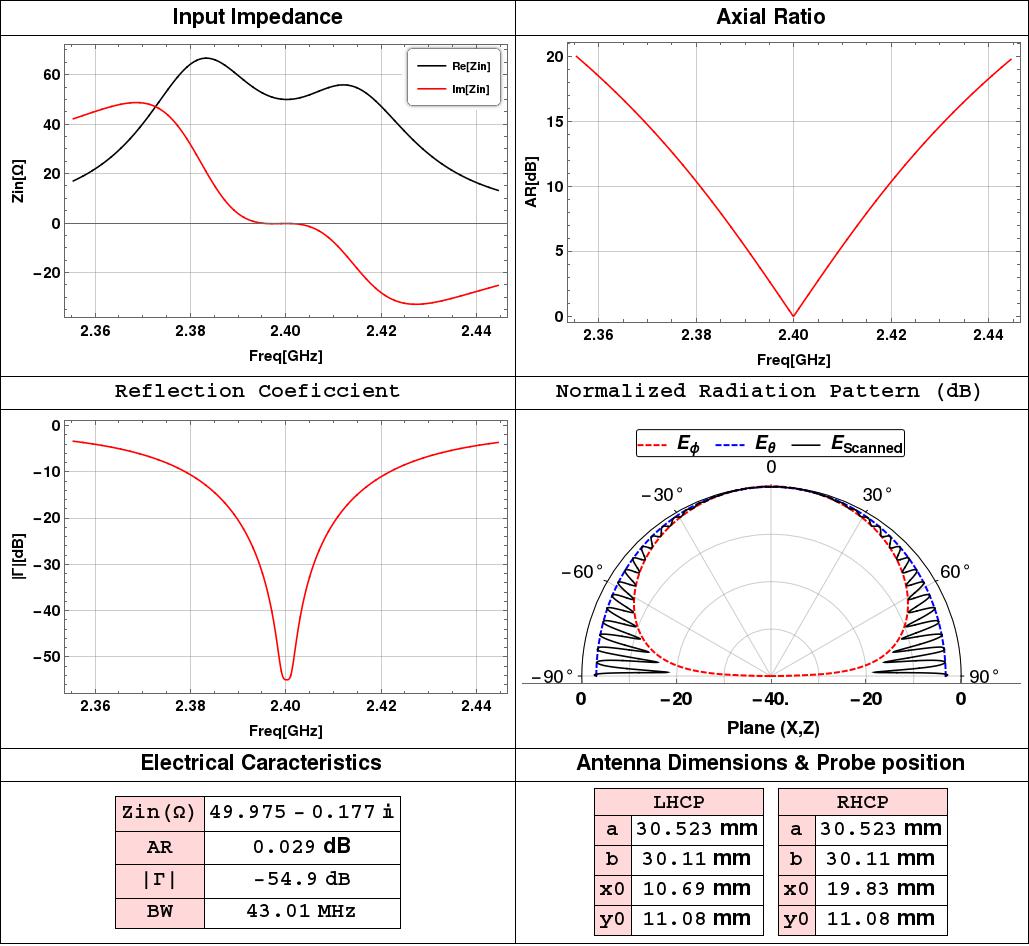 Input Impedance
Axial Ratio
Re[Zin]
Im[Zin]
60
40
20
0
−20
Zin[Ω]
2.36
2.38
2.40
2.42
2.44
Freq[GHz]
20
15
10
5
0
AR[dB]
2.36
2.38
2.40
2.42
2.44
Freq[GHz]
Reflection Coeficcient
Normalized Radiation Pattern (dB)
0
−10
−20
−30
−40
−50
|Γ|[dB]
2.36
2.38
2.40
2.42
2.44
Freq[GHz]
Eϕ Eθ EScanned
0
−30° 30°
−60° 60°
−90° 90°
0 −20 −40. −20 0
Plane (X,Z)
Electrical Caracteristics
Antenna Dimensions & Probe position
Zin(Ω) 49.975 − 0.177 i
AR 0.029 dB
|Γ| −54.9 dB
BW 43.01 MHz
LHCP
a 30.523 mm
b 30.11 mm
x0 10.69 mm
y0 11.08 mm
RHCP
a 30.523 mm
b 30.11 mm
x0 19.83 mm
y0 11.08 mm